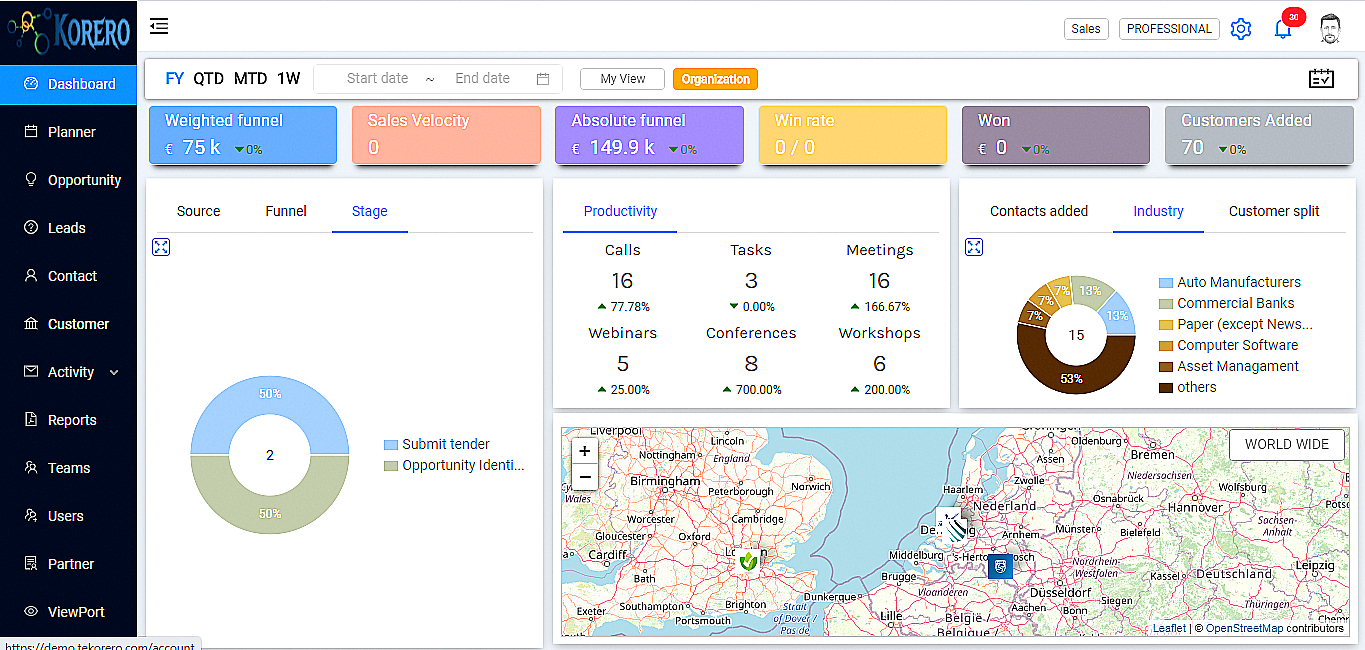 KORERO
Sales
PROFESSIONAL
30
Dashboard
Planner
Opportunity
Leads
Contact
Customer
Activity
Reports
Teams
Users
Partner
ViewPort
https://demo.tekorero.com/account
FY QTD MTD 1W
Start date ~ End date
My View
Organization
Weighted funnel
€ 75 k 0%
Sales Velocity
0
Absolute funnel
€ 149.9 k 0%
Win rate
0 / 0
Won
€ 0 0%
Customers Added
70 0%
Source Funnel Stage
50%
2
50%
Submit tender
Opportunity Identi...
Productivity
Calls Tasks Meetings
16 3 16
77.78% 0.00% 166.67%
Webinars Conferences Workshops
5 8 6
25.00% 700.00% 200.00%
Contacts added Industry Customer split
13%
13%
7%
7%
7%
53%
15
Auto Manufacturers
Commercial Banks
Paper (except News...
Computer Software
Asset Managament
others
+
−
WORLD WIDE
Liverpool
Lincoln
Nottingham
England
Birmingham
Peterborough
Norwich
Wales
Worcester
Cambridge
Gloucester
Oxford
Cardiff
Bath
Exeter
Southampton
Brighton
Portsmouth
Strait
of Dover /
Pas de
Dunkerque
Lille
Brugge
Vlaanderen
België /
Belgique /
Middelburg
Haarlem
Nederland
Zwolle
Assen
Arnhem
Groningen
Oldenburg
Bremen
Niedersachsen
Osnabrück
Hannover
Wolfsburg
Münster
Bielefeld
Sachsen-
Anhalt
Nordrhein-
Westfalen
Kassel
Deutschland
Leipzig
Düsseldorf
Aachen
Bonn
Siegen
Thüringen
Leaflet | © OpenStreetMap contributors